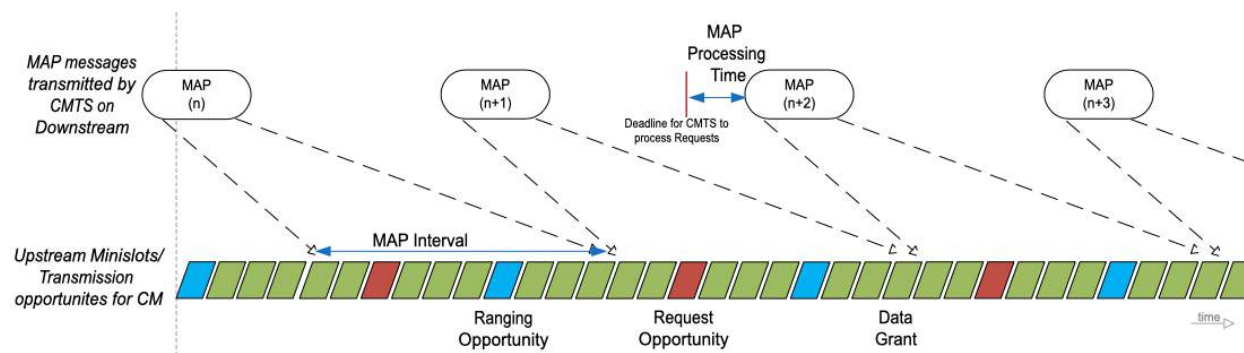 MAP messages
transmitted by
CMTS on
Downstream
MAP
(n)
MAP
(n+1)
MAP
Processing
Time
Deadline for CMTS to
process Requests
MAP
(n+2)
MAP
(n+3)
MAP Interval
Upstream Minislots/
Transmission
opportunites for CM
Ranging
Opportunity
Request
Opportunity
Data
Grant
time